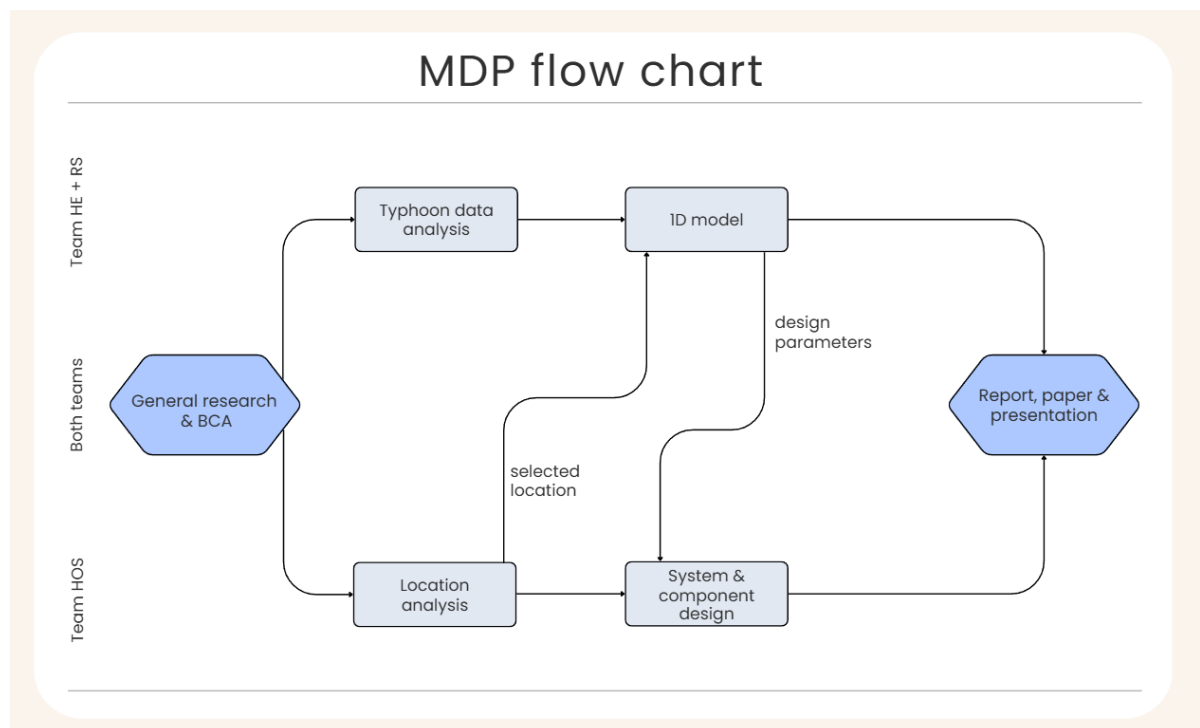 MDP flow chart
Team HE + RS
Typhoon data
analysis
1D model
design
parameters
Both teams
General research
& BCA
Report, paper &
presentation
selected
location
Team HOS
Location
analysis
System &
component
design